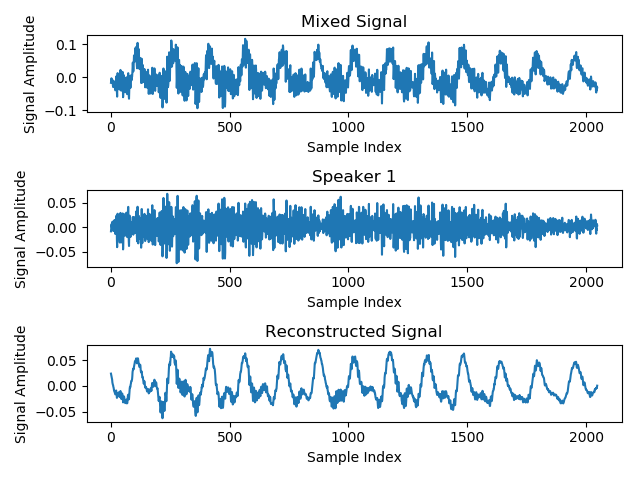 Mixed Signal
Signal Amplitude
0.1
0.0
−0.1
0 500 1000 1500 2000
Sample Index
Speaker 1
Signal Amplitude
0.05
0.00
−0.05
0 500 1000 1500 2000
Sample Index
Reconstructed Signal
Signal Amplitude
0.05
0.00
−0.05
0 500 1000 1500 2000
Sample Index